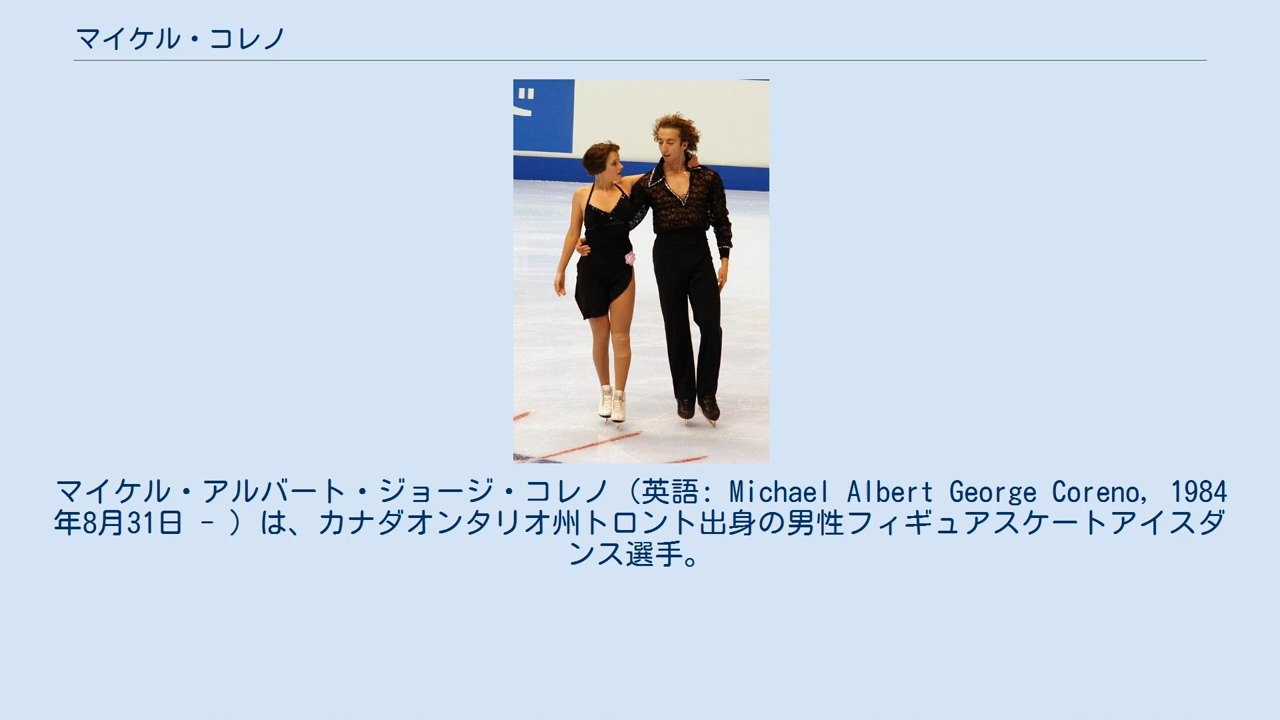 マイケル・コレノ
マイケル・アルバート・ジョージ・コレノ（英語: Michael Albert George Coreno, 1984
年8月31日 - ）は、カナダオンタリオ州トロント出身の男性フィギュアスケートアイスダ
ンス選手。